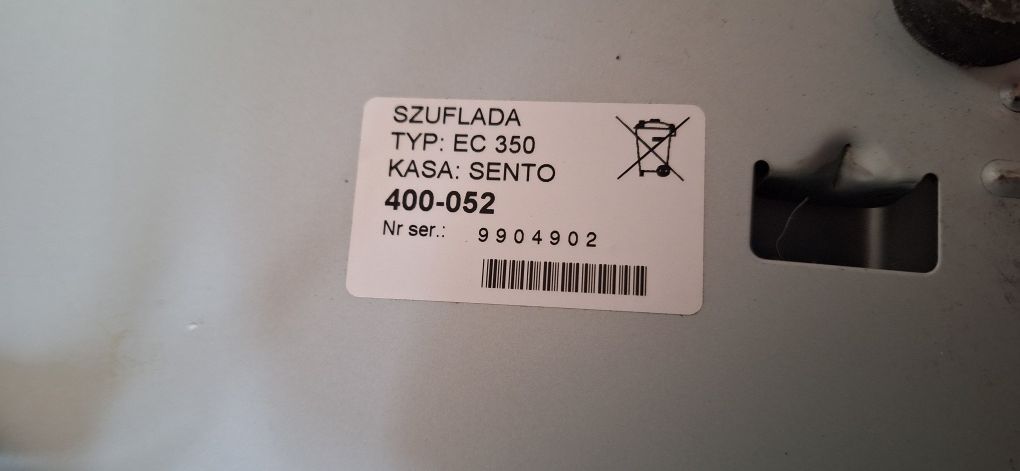 SZUFLADA
TYP: EC 350
KASA: SENTO
400-052
Nr ser.: 9904902